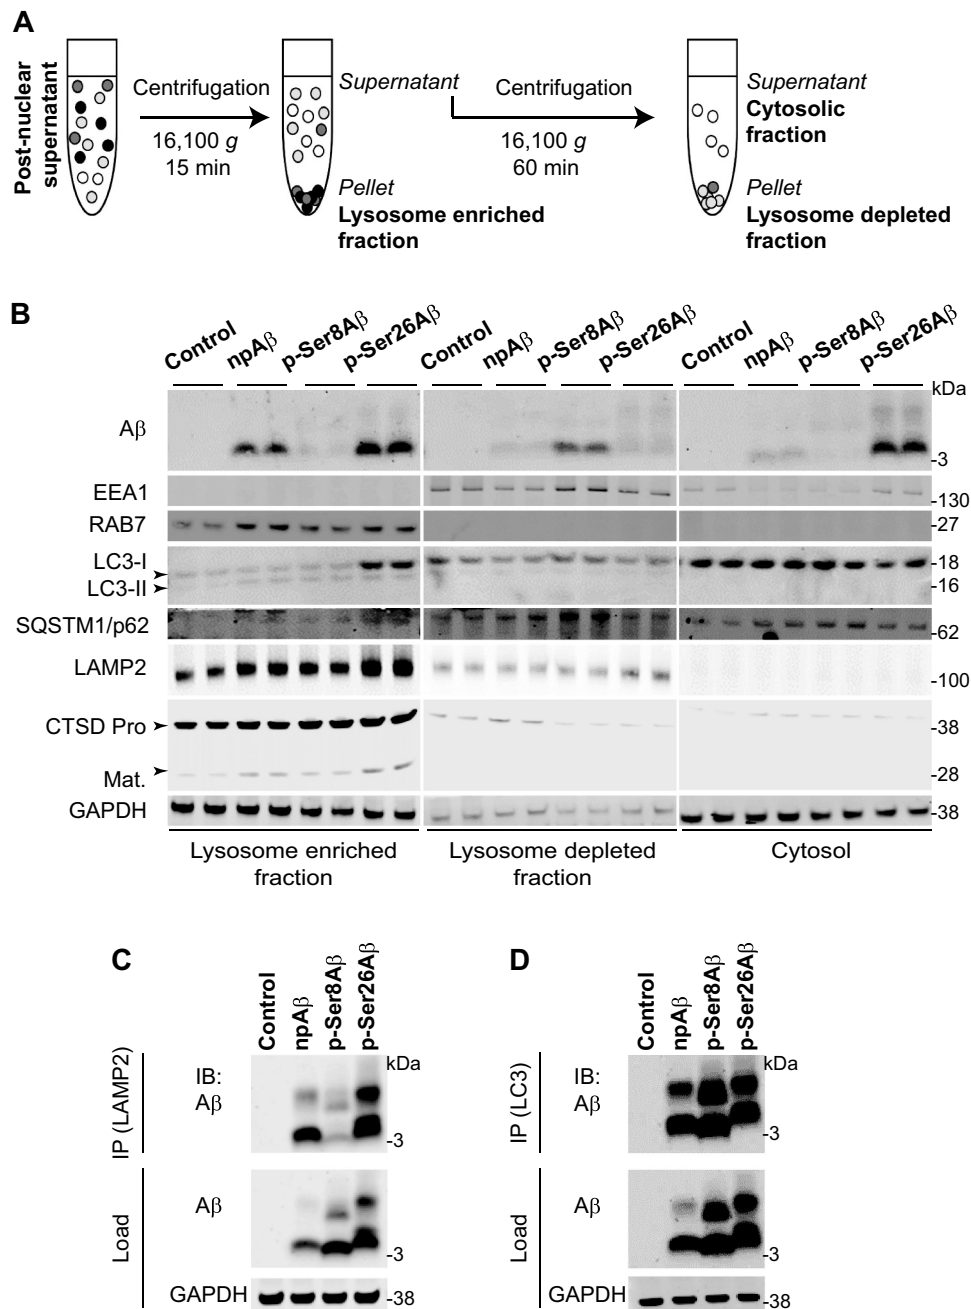 A
Post-nuclear
supernatant
Centrifugation
16,100 g
15 min
Supernatant
Pellet
Lysosome enriched
fraction
Centrifugation
16,100 g
60 min
Supernatant
Cytosolic
fraction
Pellet
Lysosome depleted
fraction
B
Control npAβ p-Ser8Aβ p-Ser26Aβ Control npAβ p-Ser8Aβ p-Ser26Aβ Control npAβ p-Ser8Aβ p-Ser26Aβ
kDa
Aβ -3
EEA1 -130
RAB7 -27
LC3-I -18
LC3-II -16
SQSTM1/p62 -62
LAMP2 -100
CTSD Pro -38
Mat. -28
GAPDH -38
Lysosome enriched
fraction
Lysosome depleted
fraction
Cytosol
C
Control npAβ p-Ser8Aβ p-Ser26Aβ
kDa
IP (LAMP2)
IB:
Aβ
-3
Load
Aβ
-3
GAPDH -38
D
Control npAβ p-Ser8Aβ p-Ser26Aβ
kDa
IP (LC3)
IB:
Aβ
-3
Load
Aβ
-3
GAPDH -38